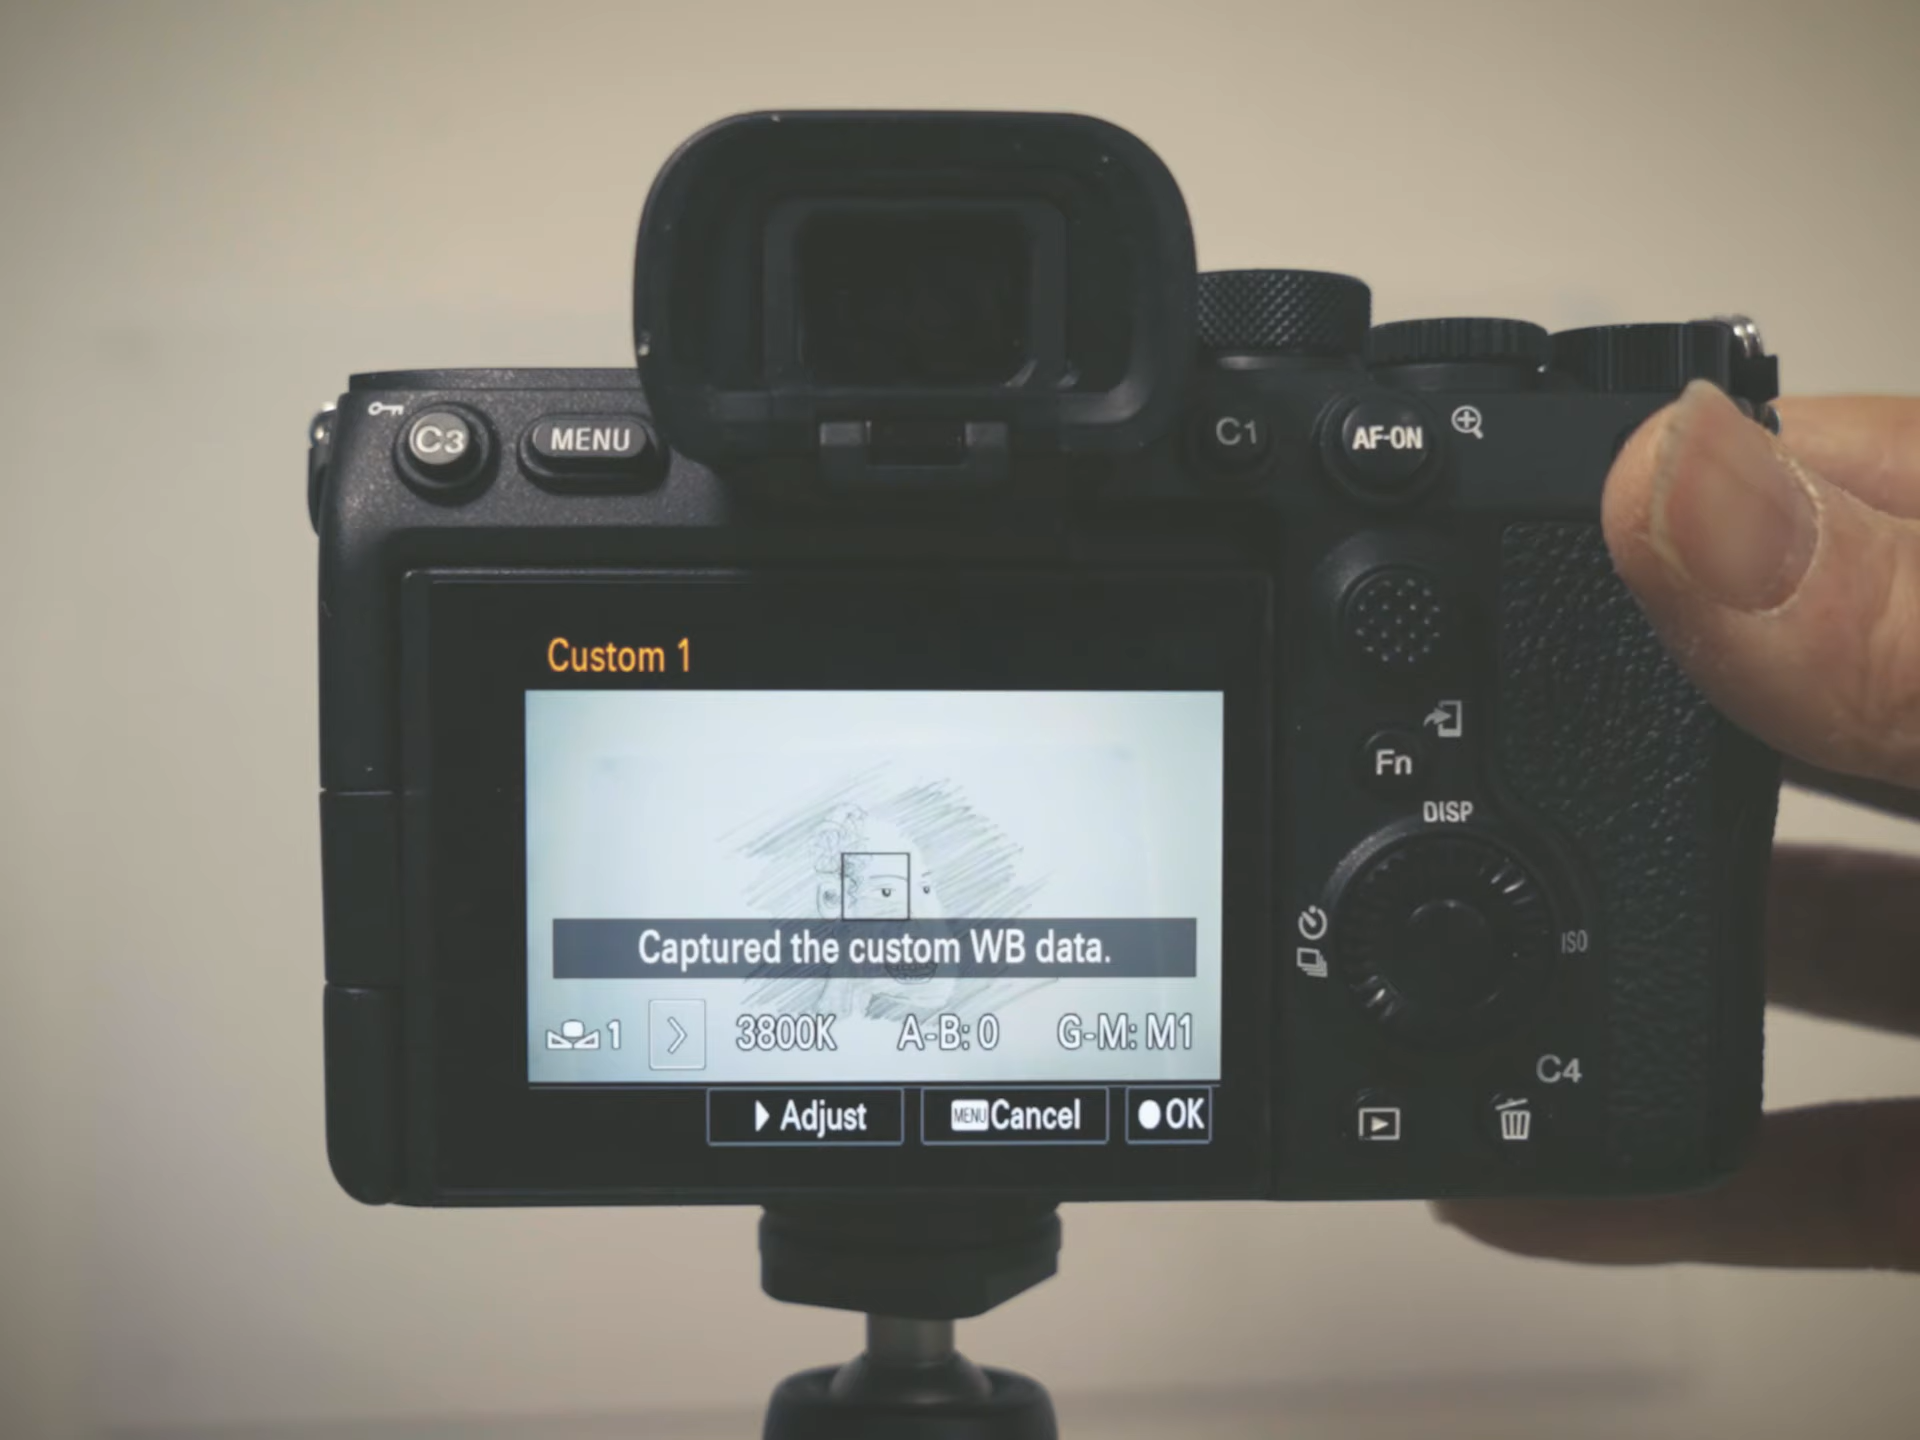 C3
MENU
C1
AF-ON
Custom 1
Fn
DISP
Captured the custom WB data.
ISO
1 3800K A-B: 0 G-M: M1
C4
Adjust MENU Cancel OK